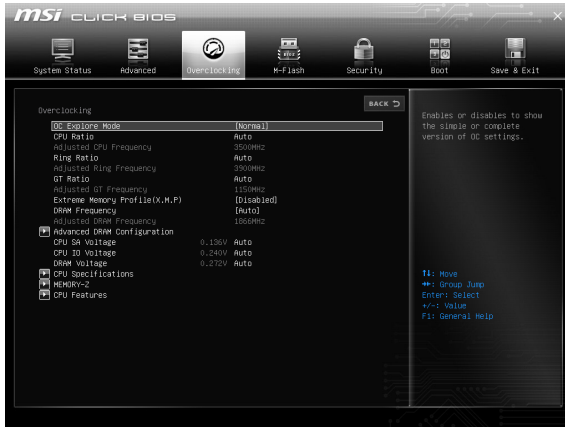 msi CLICK BIOS
System Status Advanced Overclocking M-Flash Security Boot Save & Exit
Overclocking
BACK
OC Explore Mode [Normal]
CPU Ratio Auto
Adjusted CPU Frequency 3500MHz
Ring Ratio Auto
Adjusted Ring Frequency 3900MHz
GT Ratio Auto
Adjusted GT Frequency 1150MHz
Extreme Memory Profile(X.M.P) [Disabled]
DRAM Frequency [Auto]
Adjusted DRAM Frequency 1866MHz
Advanced DRAM Configuration
CPU SA Voltage 0.136V Auto
CPU IO Voltage 0.240V Auto
DRAM Voltage 0.272V Auto
CPU Specifications
MEMORY-Z
CPU Features
Enables or disables to show
the simple or complete
version of OC settings.
↑↓: Move
←→: Group Jump
Enter: Select
+/-: Value
F1: General Help